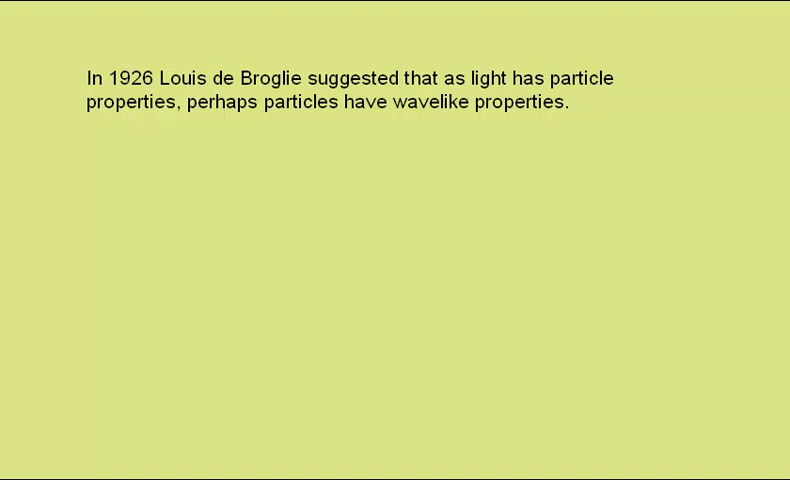 In 1926 Louis de Broglie suggested that as light has particle
properties, perhaps particles have wavelike properties.